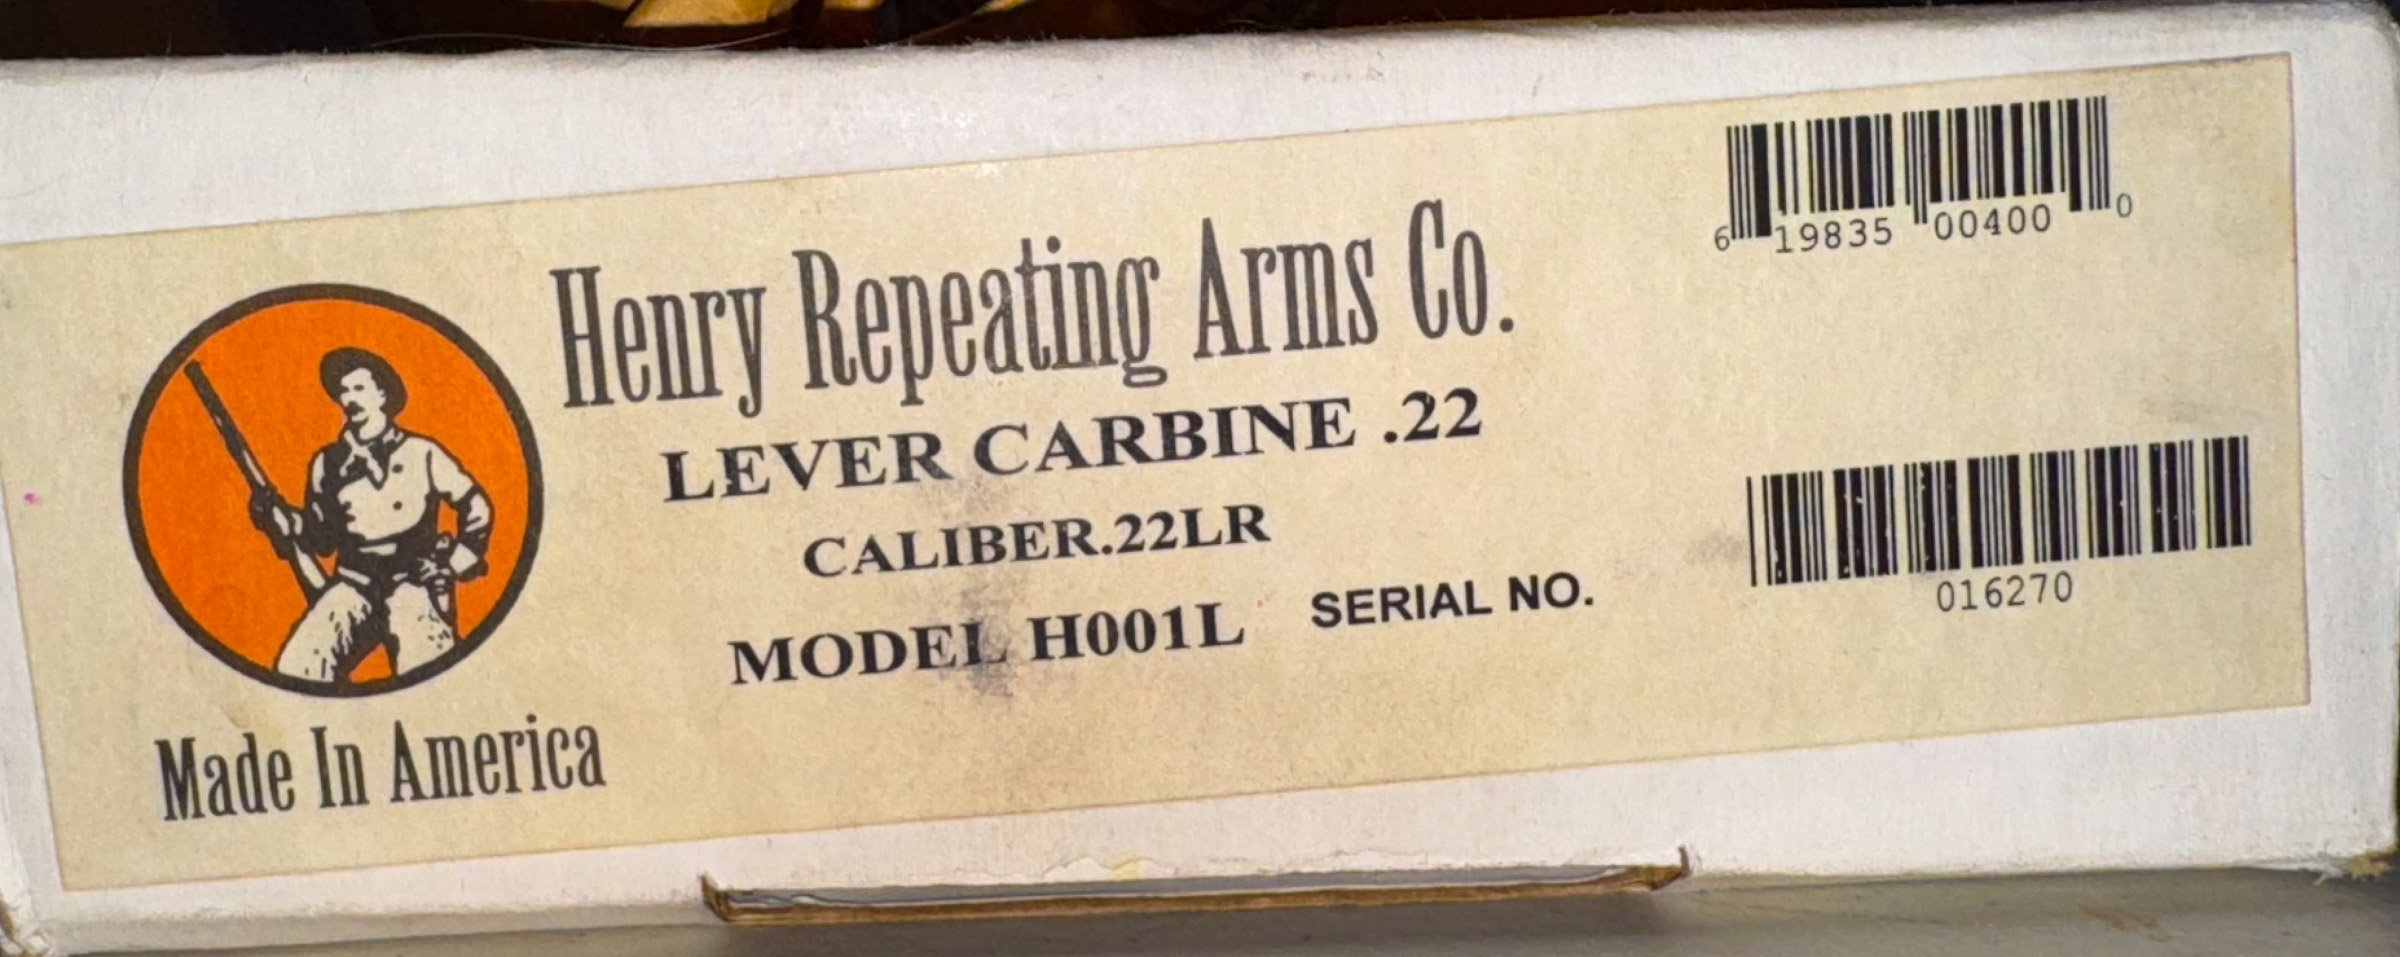 Henry Repeating Arms Co.
LEVER CARBINE .22
CALIBER.22LR
MODEL H001L SERIAL NO.
Made In America
6 19835 00400 0
016270